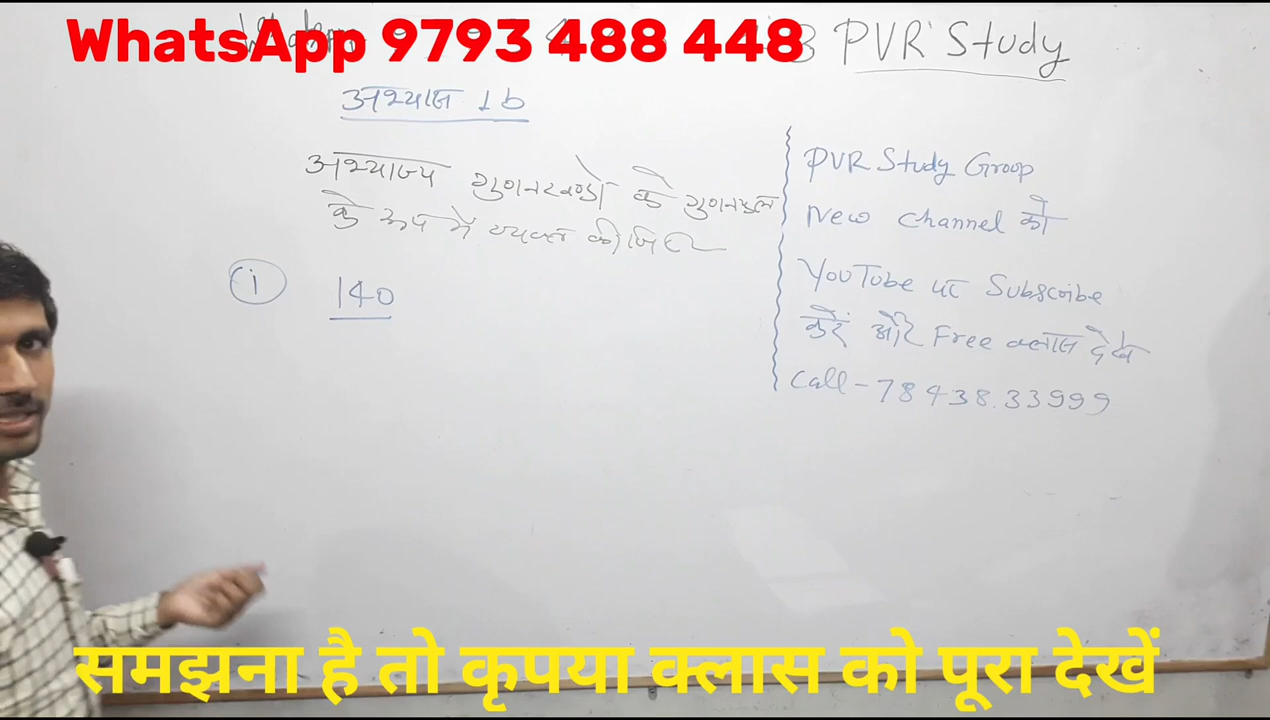 WhatsApp 9793 488 448
PVR Study
अभ्यास 1b
अभाज्य गुणनखण्डो के गुणनफल
के रूप में व्यक्त कीजिए
(i) 140
PVR Study Groop
New channel को
YouTube पर Subscribe
करें और Free क्लास देखे
Call - 78438.33999
समझना है तो कृपया क्लास को पूरा देखें